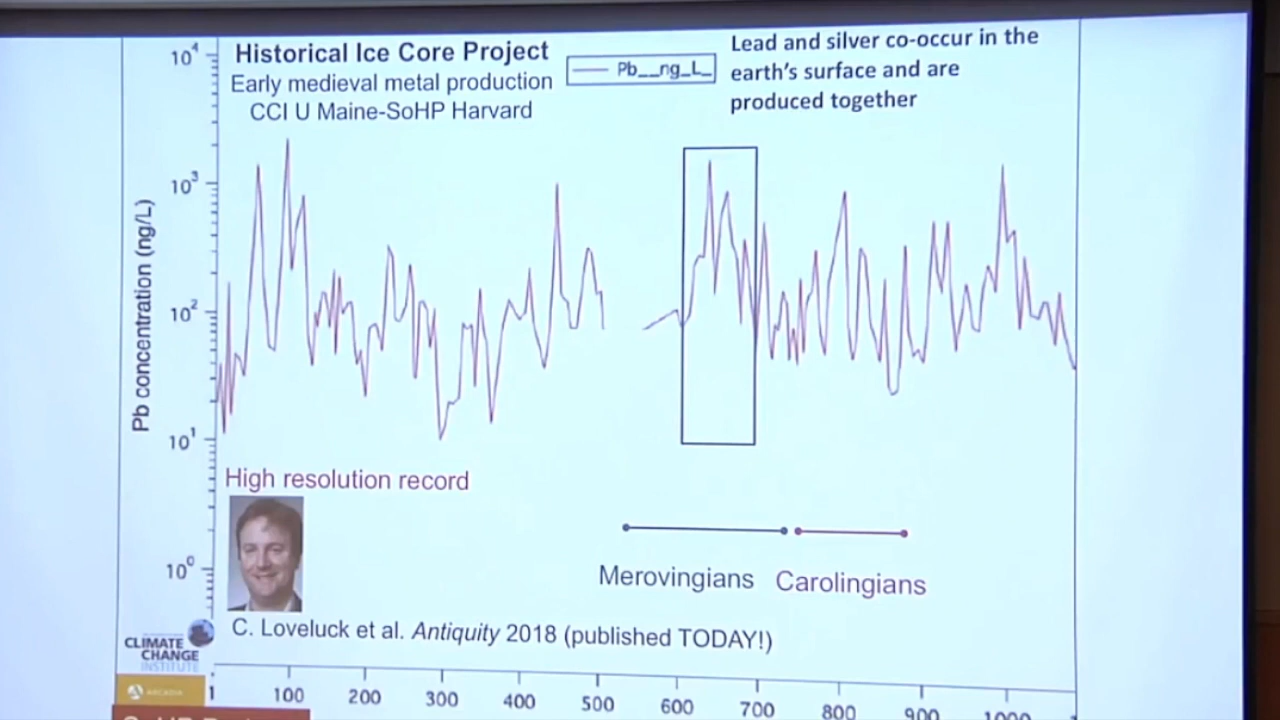 Historical Ice Core Project
Early medieval metal production
CCI U Maine-SoHP Harvard
Pb__ng_L_
Lead and silver co-occur in the
earth's surface and are
produced together
Pb concentration (ng/L)
10⁴
10³
10²
10¹
10⁰
High resolution record
Merovingians
Carolingians
C. Loveluck et al. Antiquity 2018 (published TODAY!)
CLIMATE
CHANGE
INSTITUTE
ARCADIA
1 100 200 300 400 500 600 700 800 900 1000